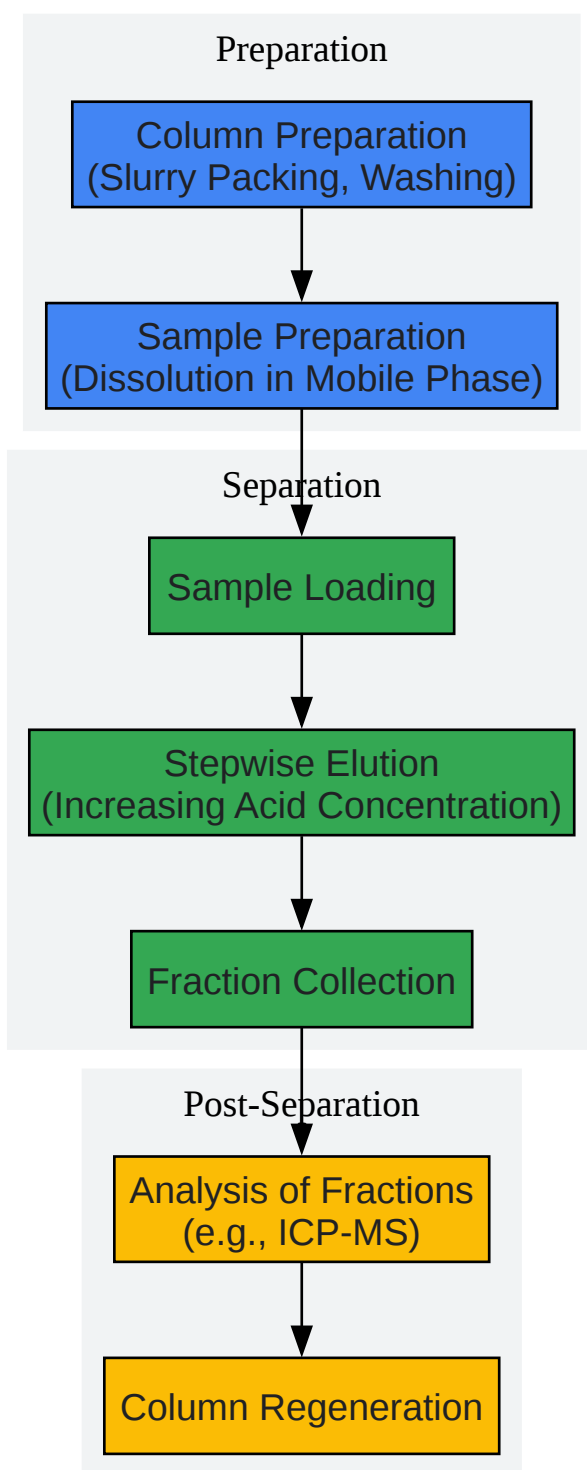 Preparation
Column Preparation
(Slurry Packing, Washing)
Sample Preparation
(Dissolution in Mobile Phase)
Separation
Sample Loading
Stepwise Elution
(Increasing Acid Concentration)
Fraction Collection
Post-Separation
Analysis of Fractions
(e.g., ICP-MS)
Column Regeneration